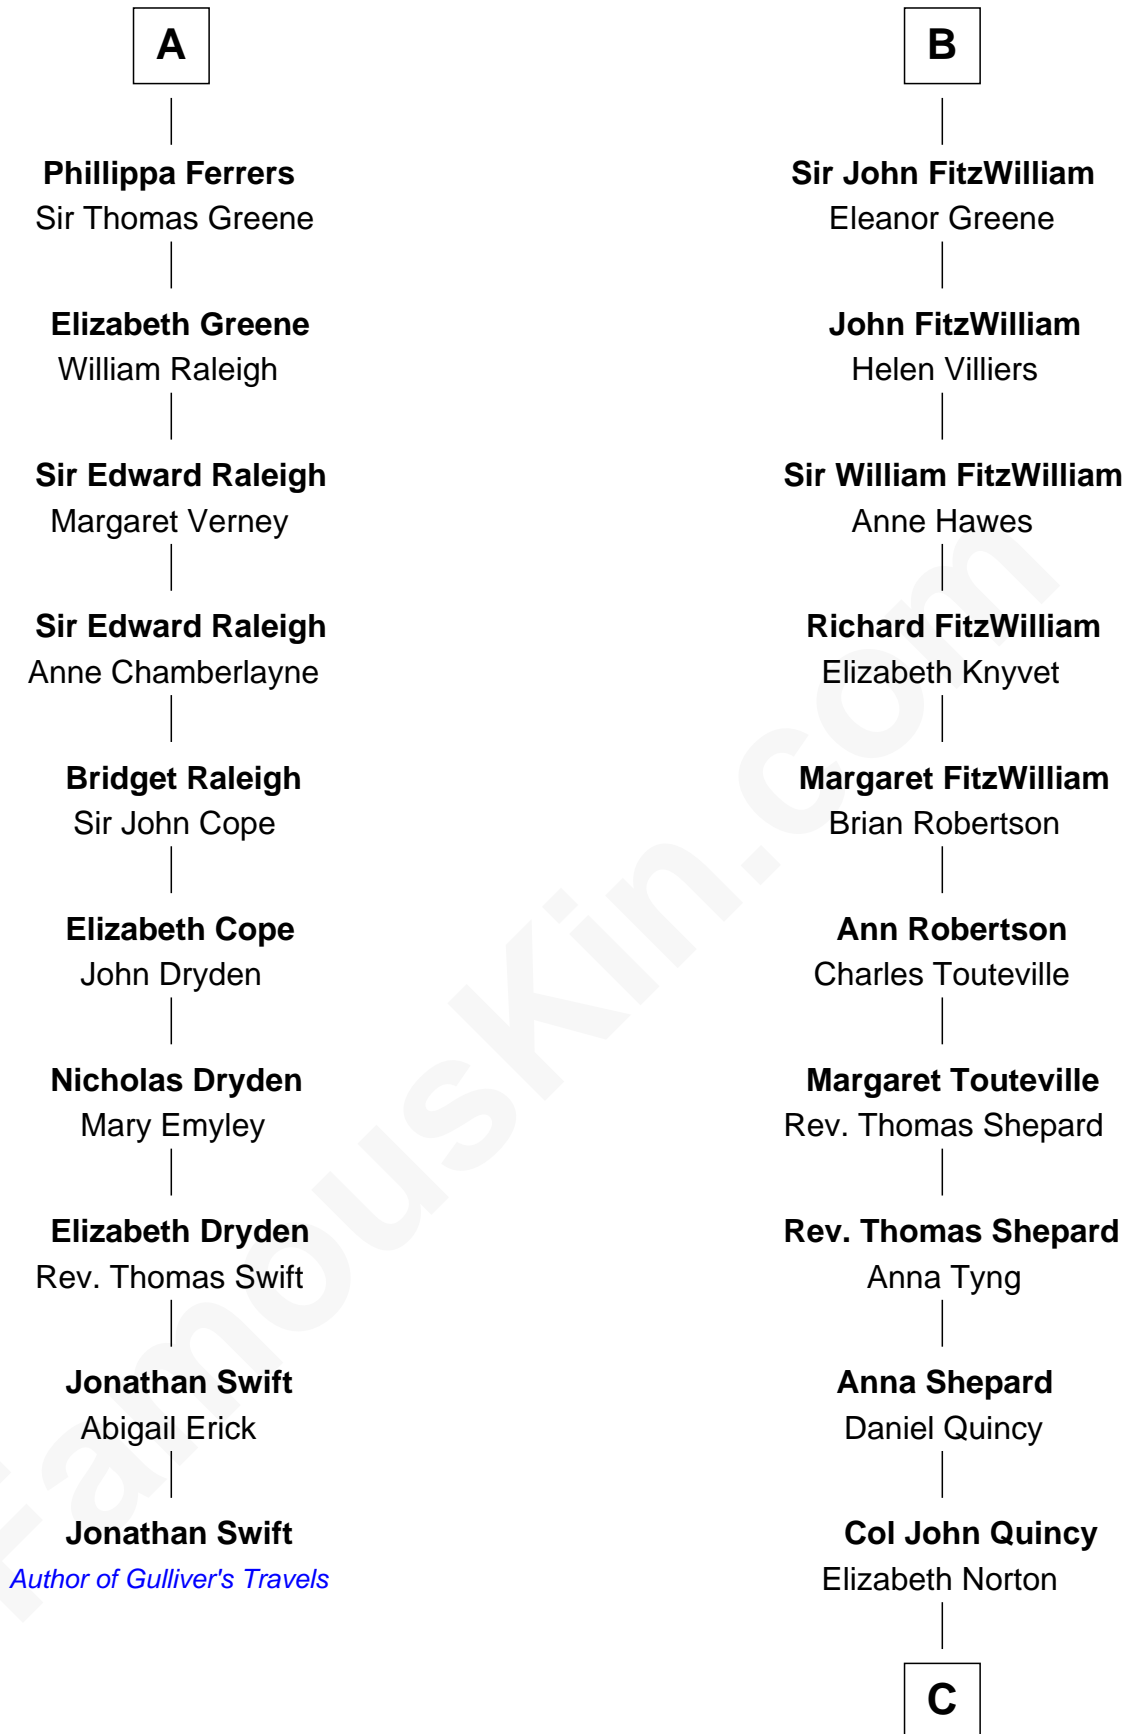 A
Phillippa Ferrers
Sir Thomas Greene
Elizabeth Greene
William Raleigh
Sir Edward Raleigh
Margaret Verney
Sir Edward Raleigh
Anne Chamberlayne
Bridget Raleigh
Sir John Cope
Elizabeth Cope
John Dryden
Nicholas Dryden
Mary Emyley
Elizabeth Dryden
Rev. Thomas Swift
Jonathan Swift
Abigail Erick
Jonathan Swift
Author of Gulliver's Travels
B
Sir John FitzWilliam
Eleanor Greene
John FitzWilliam
Helen Villiers
Sir William FitzWilliam
Anne Hawes
Richard FitzWilliam
Elizabeth Knyvet
Margaret FitzWilliam
Brian Robertson
Ann Robertson
Charles Touteville
Margaret Touteville
Rev. Thomas Shepard
Rev. Thomas Shepard
Anna Tyng
Anna Shepard
Daniel Quincy
Col John Quincy
Elizabeth Norton
C
FamousKin.com